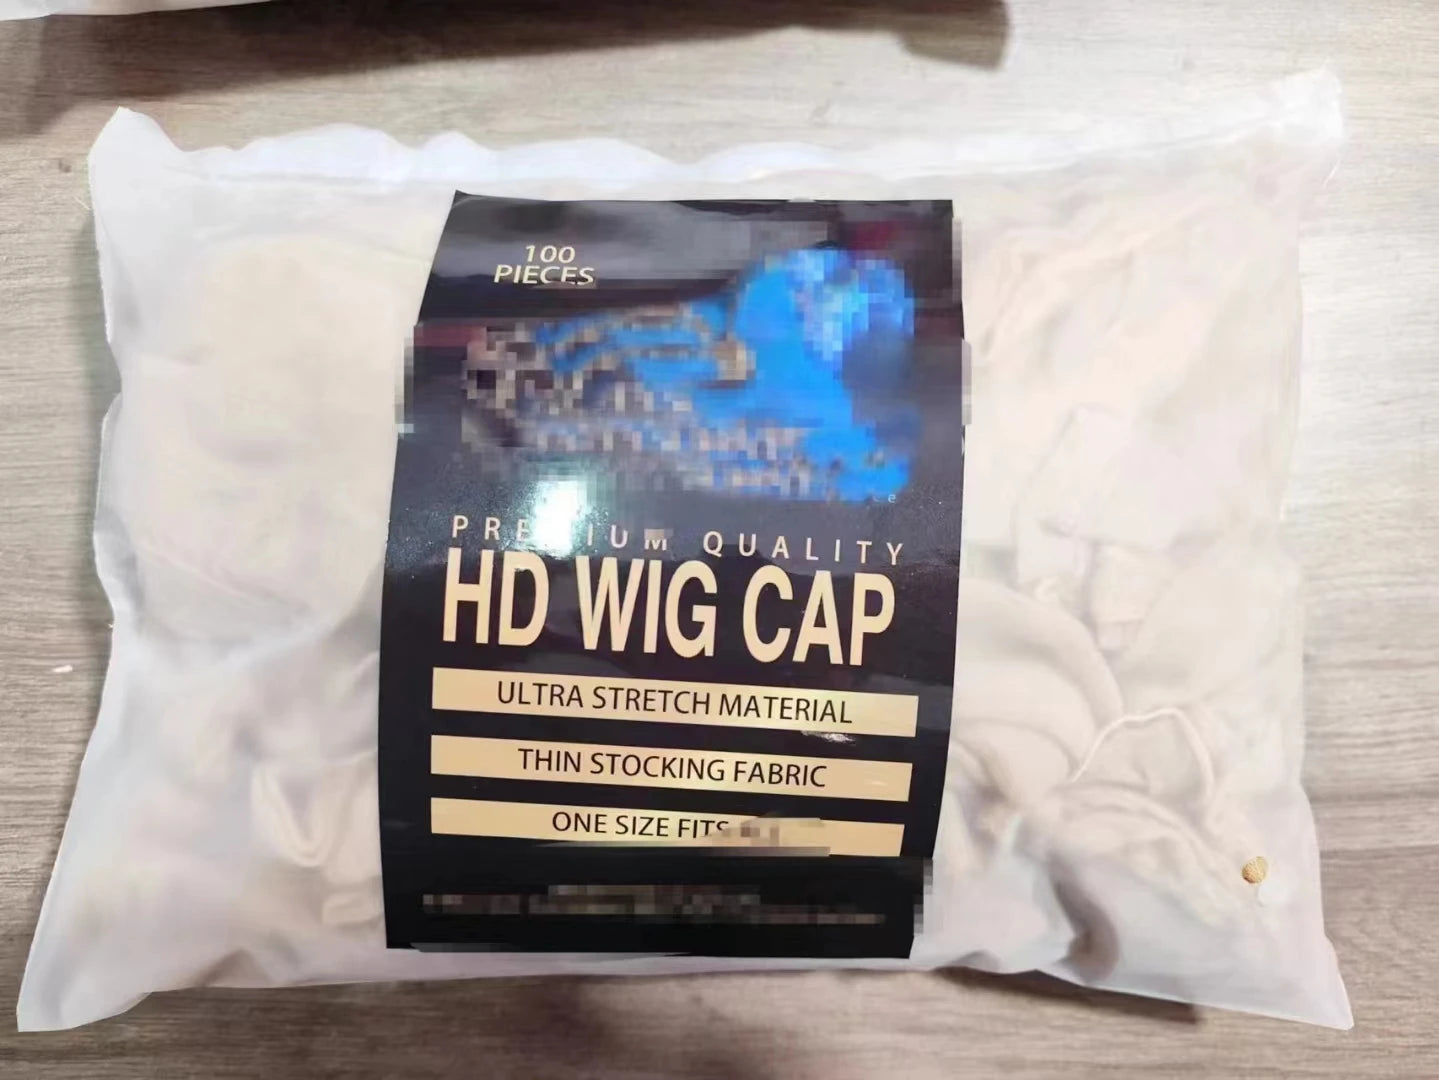 100
PIECES
PREMIUM QUALITY
HD WIG CAP
ULTRA STRETCH MATERIAL
THIN STOCKING FABRIC
ONE SIZE FITS